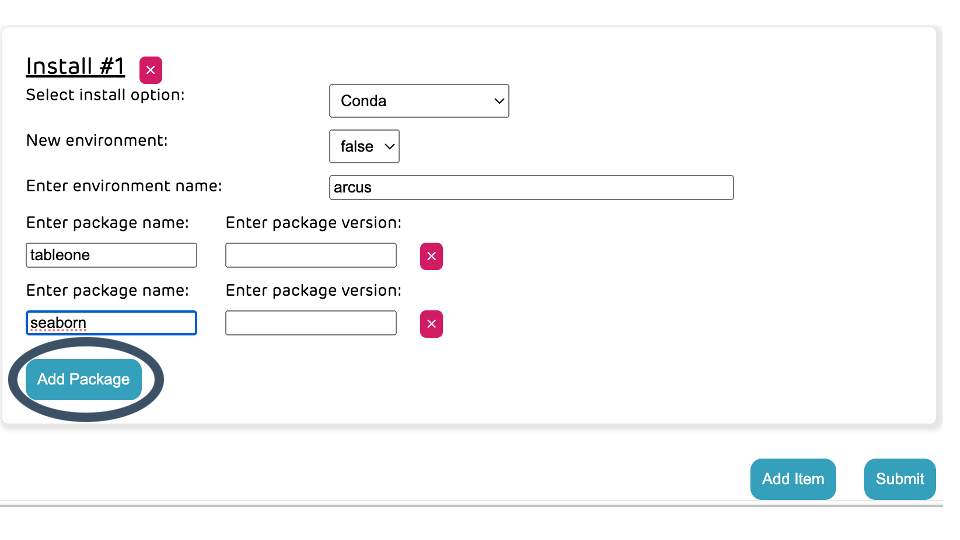 Install #1 ×
Select install option: Conda
New environment: false
Enter environment name: arcus
Enter package name: Enter package version:
tableone ×
Enter package name: Enter package version:
seaborn ×
Add Package
Add Item Submit